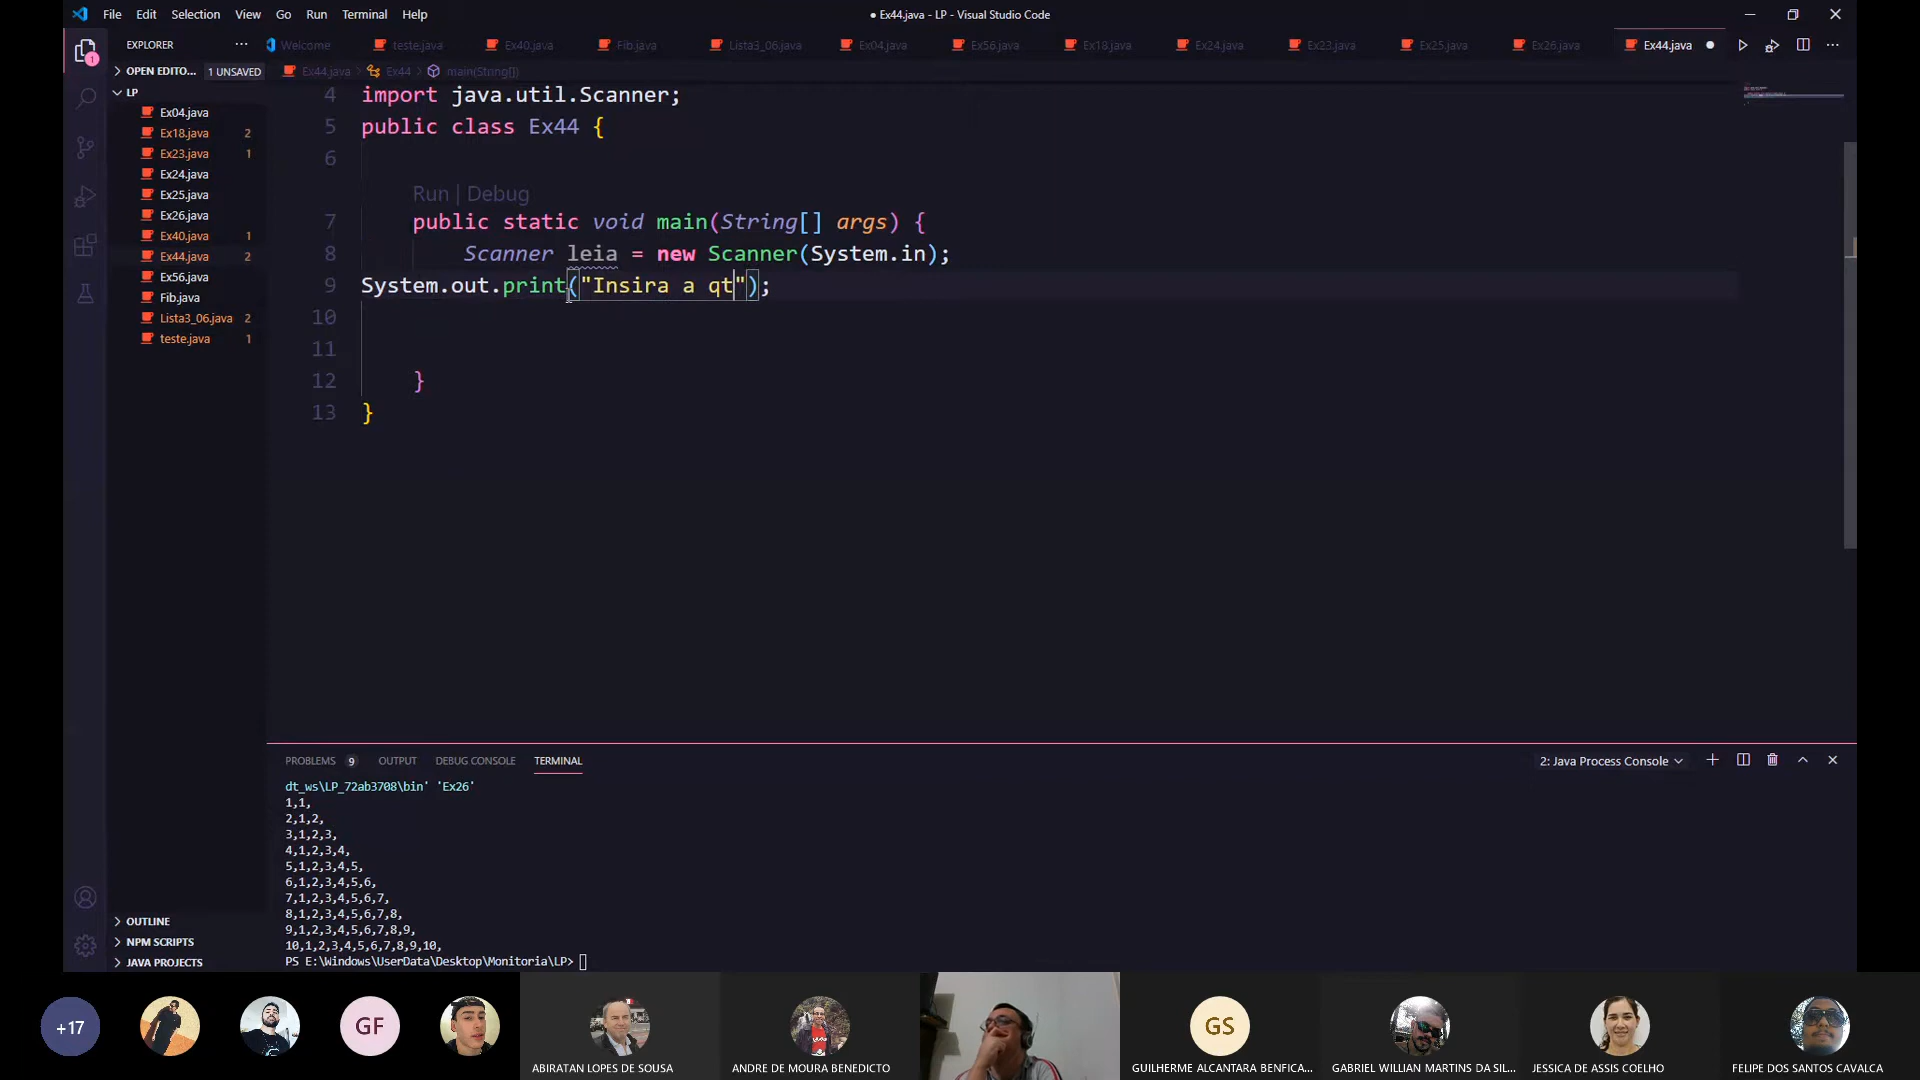 File Edit Selection View Go Run Terminal Help
● Ex44.java - LP - Visual Studio Code
EXPLORER
Welcome
teste.java
Ex40.java
Fib.java
Lista3_06.java
Ex04.java
Ex56.java
Ex18.java
Ex24.java
Ex23.java
Ex25.java
Ex26.java
Ex44.java
1
OPEN EDITO... 1 UNSAVED
Ex44.java > Ex44 > main(String[])
LP
Ex04.java
Ex18.java 2
Ex23.java 1
Ex24.java
Ex25.java
Ex26.java
Ex40.java 1
Ex44.java 2
Ex56.java
Fib.java
Lista3_06.java 2
teste.java 1
4 import java.util.Scanner;
5 public class Ex44 {
6
Run | Debug
7 public static void main(String[] args) {
8 Scanner leia = new Scanner(System.in);
9 System.out.print("Insira a qt");
10
11
12 }
13 }
OUTLINE
NPM SCRIPTS
JAVA PROJECTS
PROBLEMS 9 OUTPUT DEBUG CONSOLE TERMINAL
2: Java Process Console
dt_ws\LP_72ab3708\bin' 'Ex26'
1,1,
2,1,2,
3,1,2,3,
4,1,2,3,4,
5,1,2,3,4,5,
6,1,2,3,4,5,6,
7,1,2,3,4,5,6,7,
8,1,2,3,4,5,6,7,8,
9,1,2,3,4,5,6,7,8,9,
10,1,2,3,4,5,6,7,8,9,10,
PS E:\Windows\UserData\Desktop\Monitoria\LP>
+17
GF
GS
ABIRATAN LOPES DE SOUSA
ANDRE DE MOURA BENEDICTO
GUILHERME ALCANTARA BENFICA...
GABRIEL WILLIAN MARTINS DA SIL...
JESSICA DE ASSIS COELHO
FELIPE DOS SANTOS CAVALCA